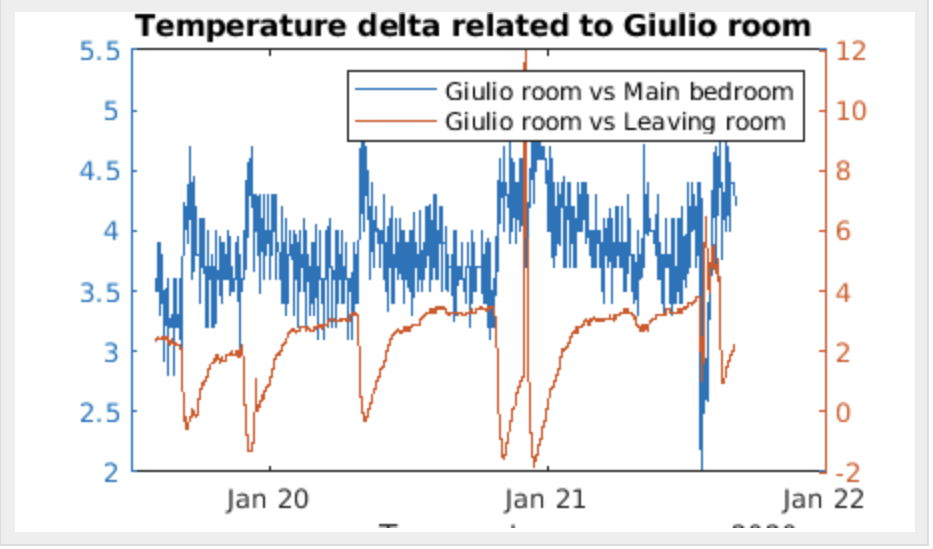 Temperature delta related to Giulio room
5.5
12
Giulio room vs Main bedroom
Giulio room vs Leaving room
5
10
4.5
8
4
6
3.5
4
3
2
2.5
0
2
-2
Jan 20
Jan 21
Jan 22